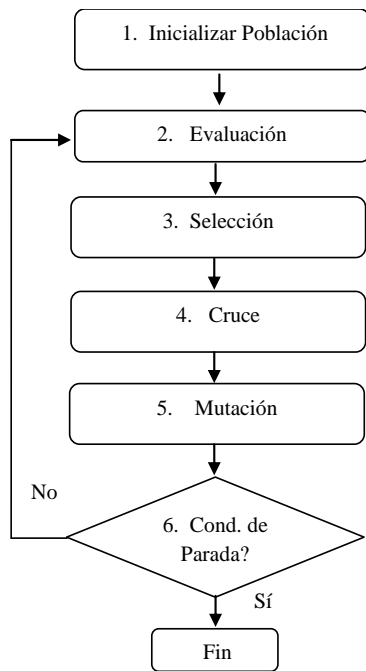 1. Inicializar Población
2. Evaluación
3. Selección
4. Cruce
5. Mutación
No
6. Cond. de
Parada?
Sí
Fin